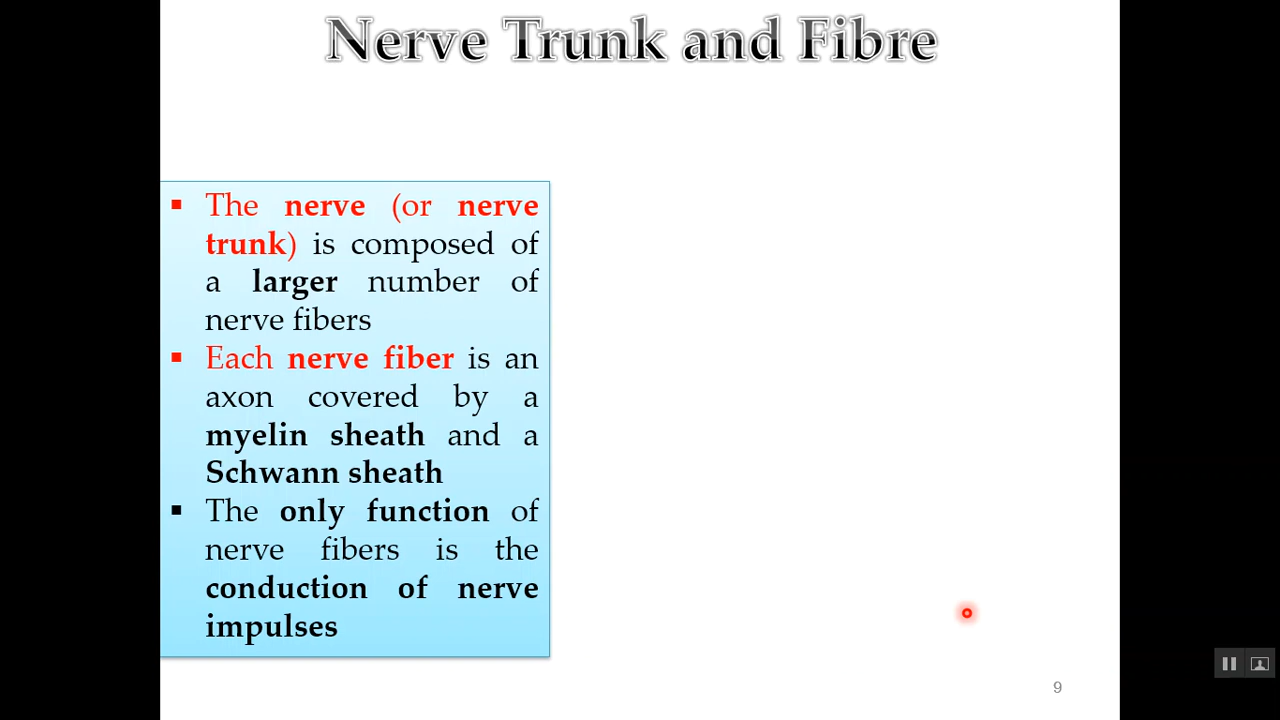 Nerve Trunk and Fibre
▪ The nerve (or nerve
trunk) is composed of
a larger number of
nerve fibers
▪ Each nerve fiber is an
axon covered by a
myelin sheath and a
Schwann sheath
▪ The only function of
nerve fibers is the
conduction of nerve
impulses
9